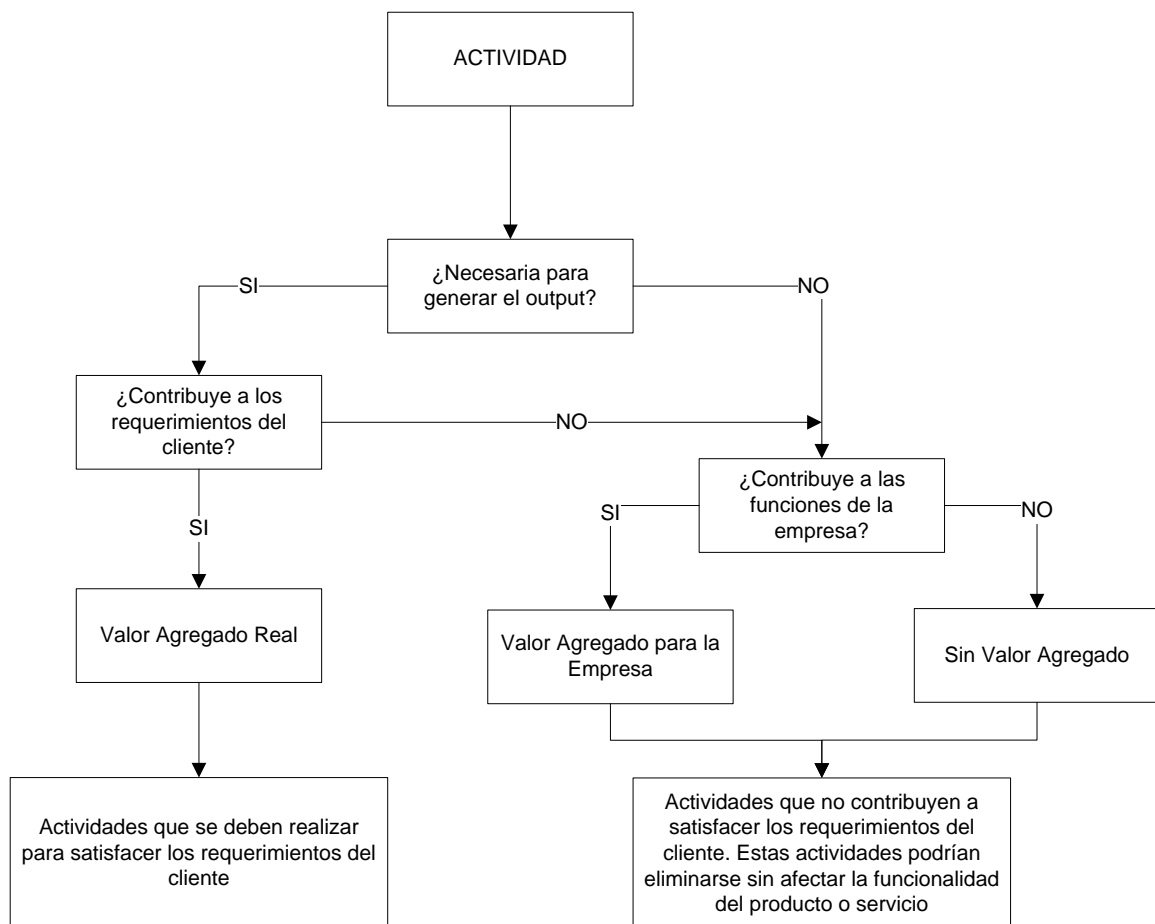 ACTIVIDAD
¿Necesaria para
generar el output?
SI
NO
¿Contribuye a los
requerimientos del
cliente?
NO
¿Contribuye a las
funciones de la
empresa?
SI
SI
NO
Valor Agregado Real
Valor Agregado para la
Empresa
Sin Valor Agregado
Actividades que se deben realizar
para satisfacer los requerimientos del
cliente
Actividades que no contribuyen a
satisfacer los requerimientos del
cliente. Estas actividades podrían
eliminarse sin afectar la funcionalidad
del producto o servicio